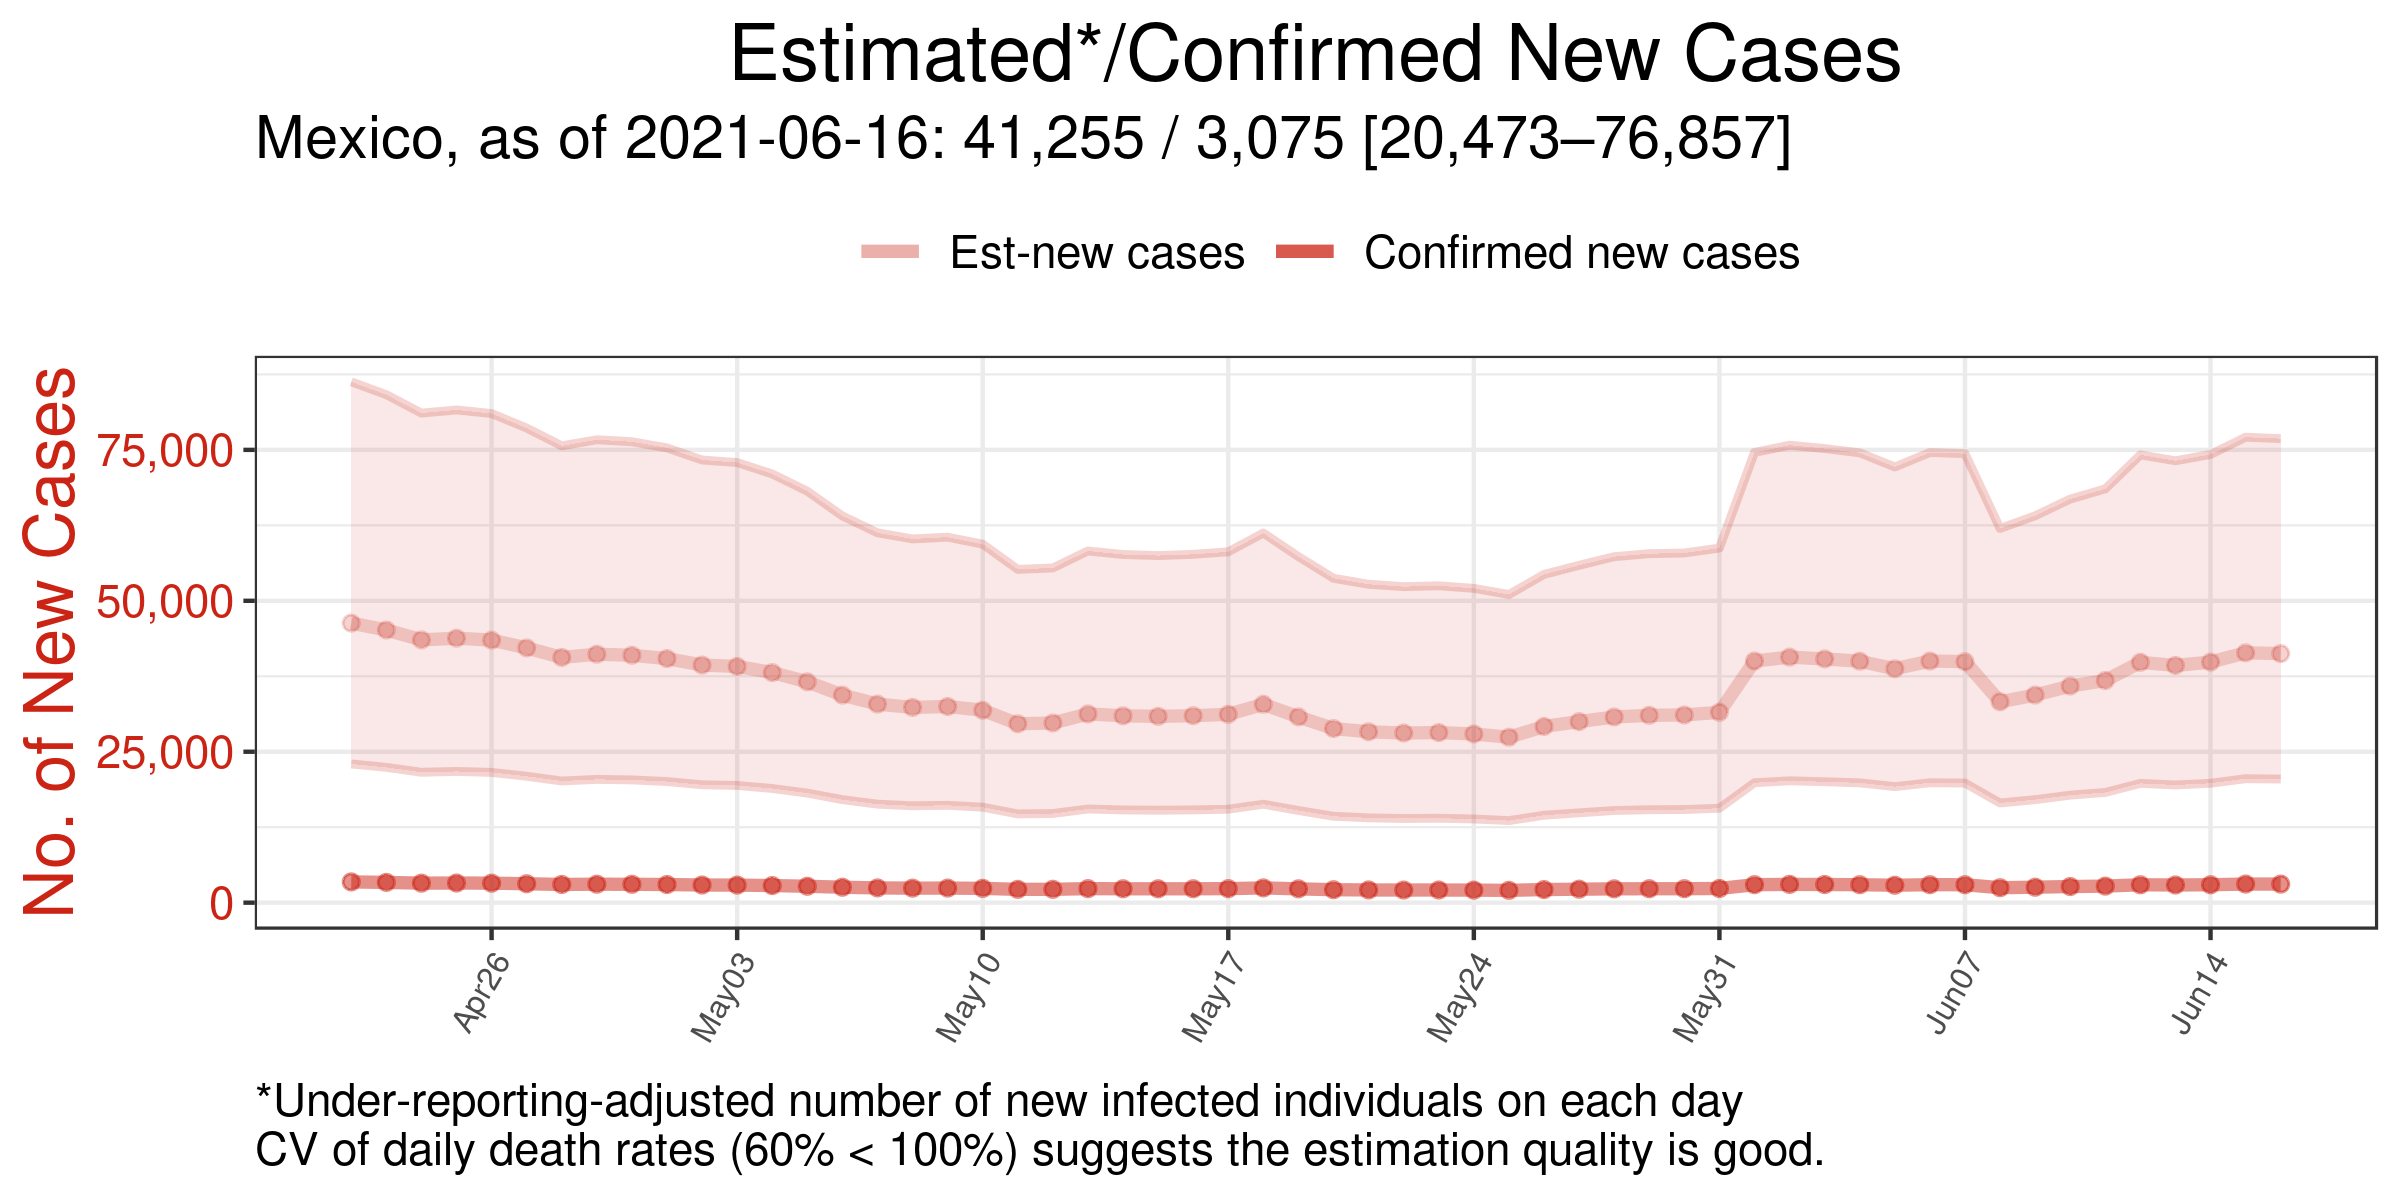 Estimated*/Confirmed New Cases
Mexico, as of 2021-06-16: 41,255 / 3,075 [20,473–76,857]
Est-new cases
Confirmed new cases
No. of New Cases
75,000
50,000
25,000
0
Apr26
May03
May10
May17
May24
May31
Jun07
Jun14
*Under-reporting-adjusted number of new infected individuals on each day
CV of daily death rates (60% < 100%) suggests the estimation quality is good.